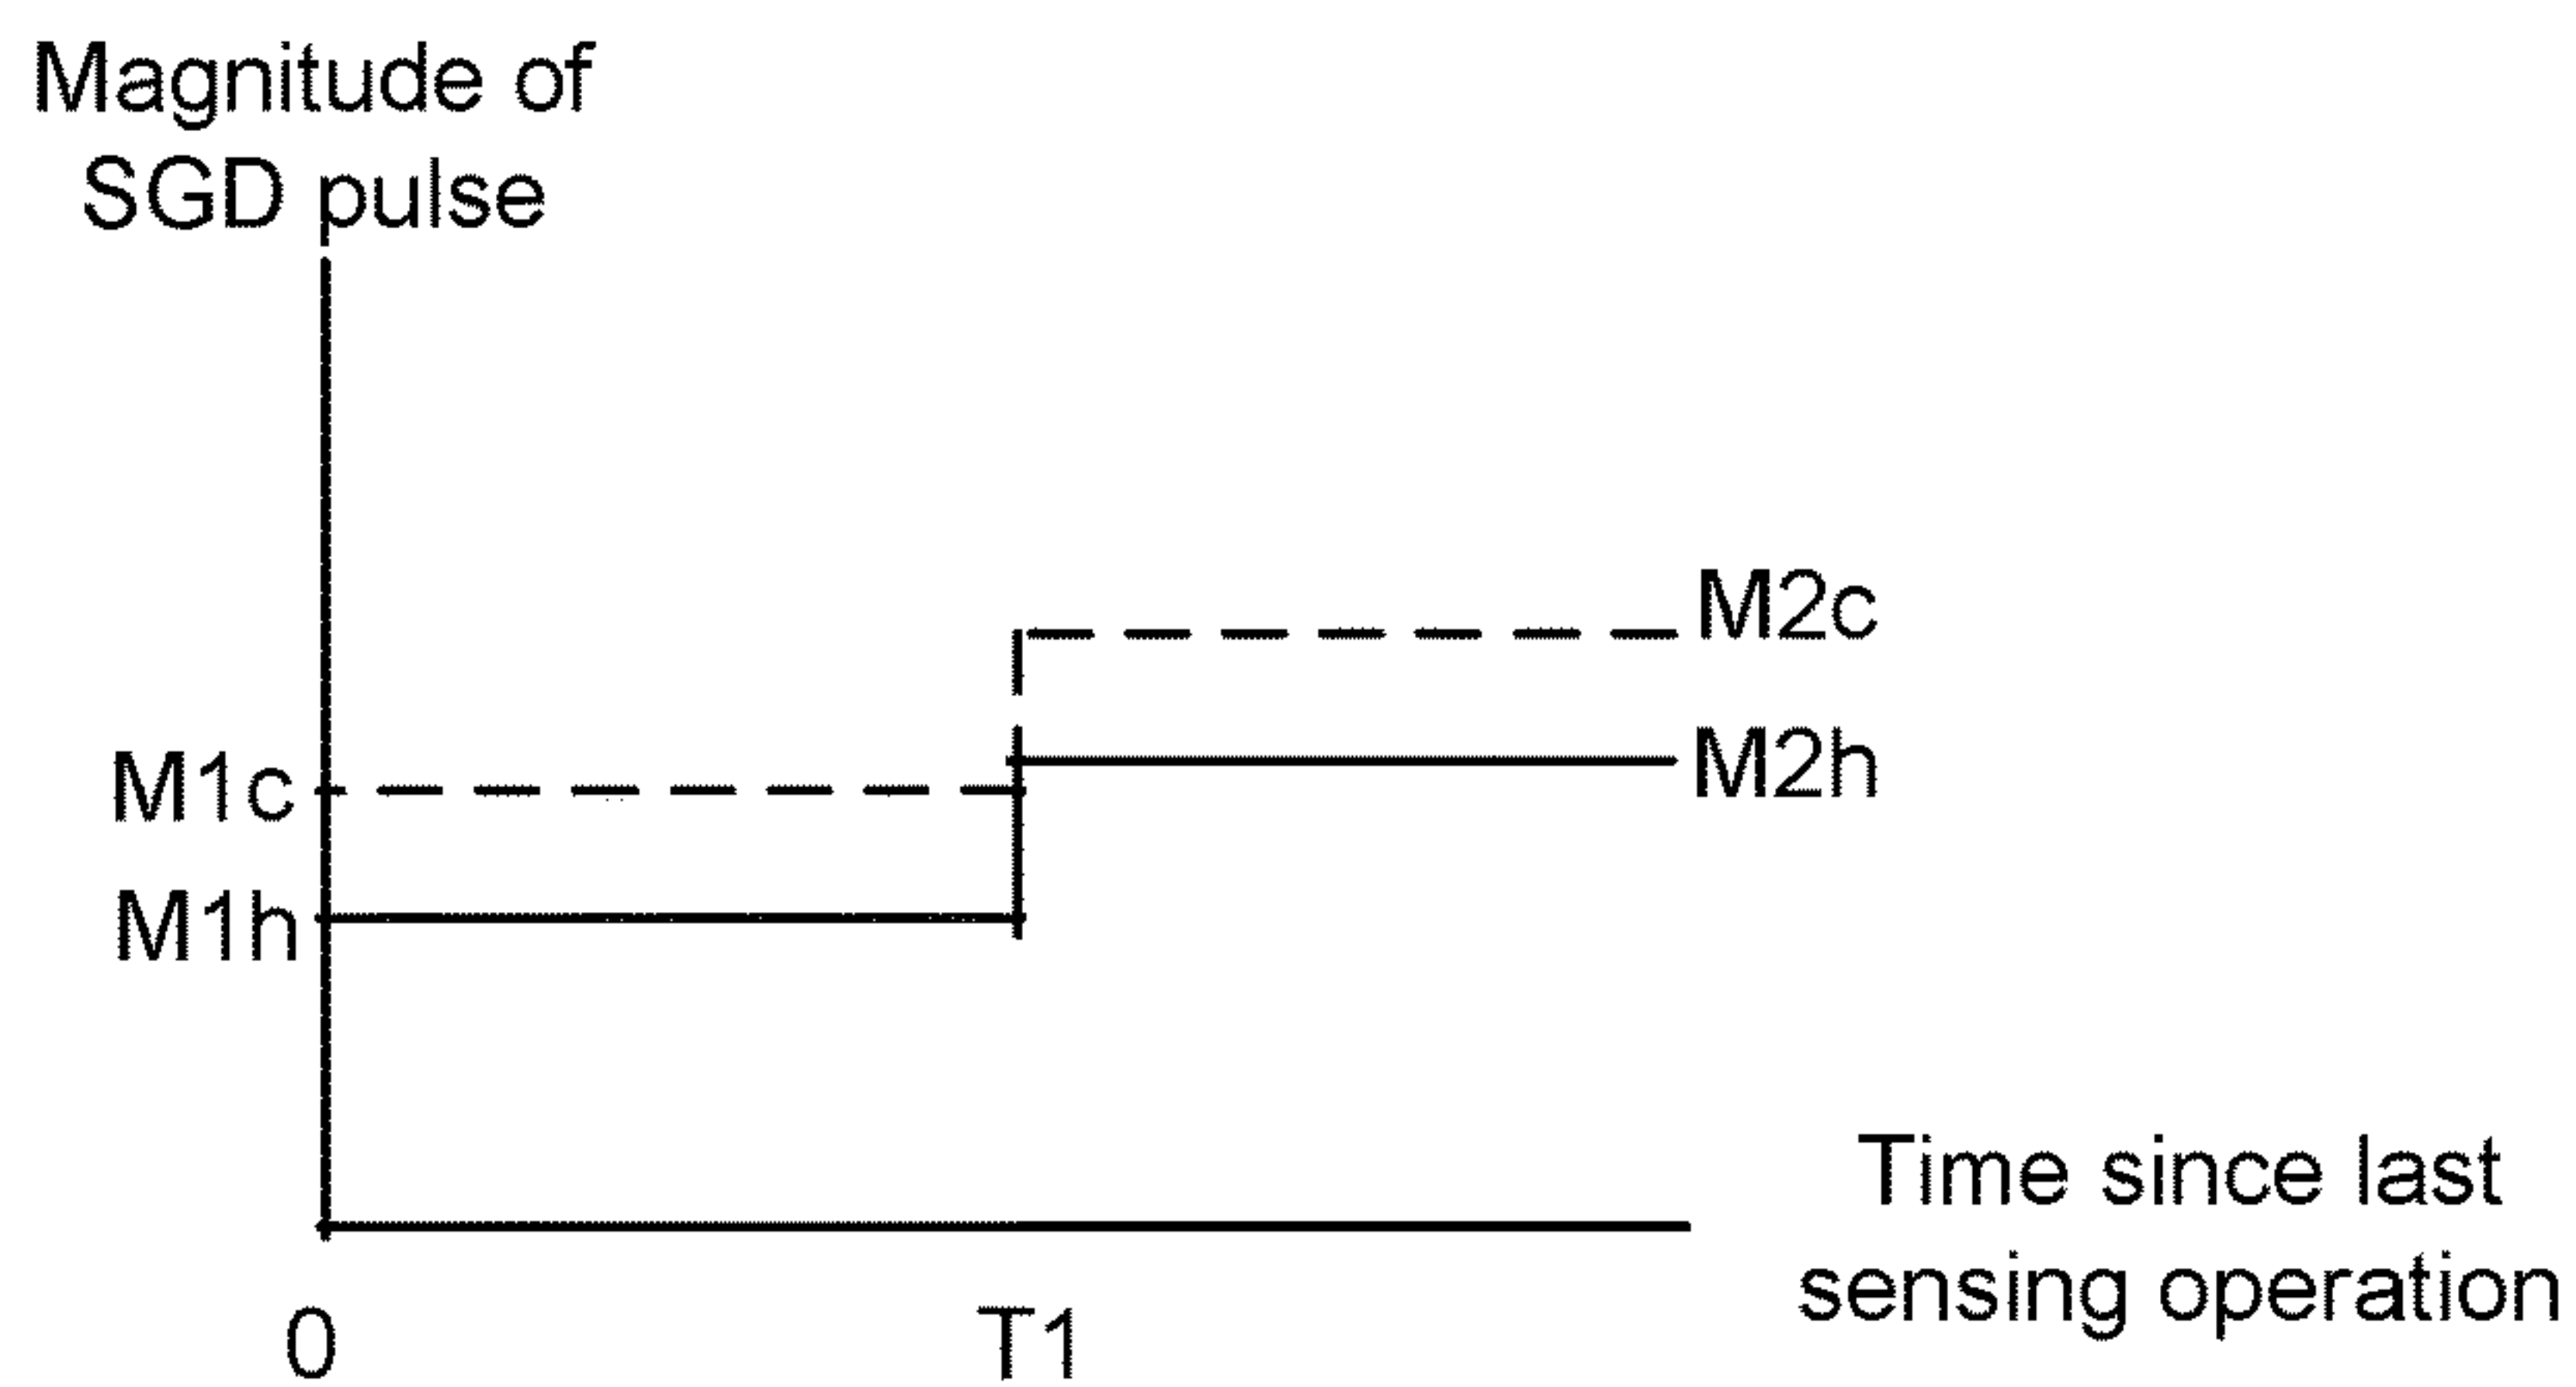 Magnitude of
SGD pulse
M2c
M1c
M2h
M1h
Time since last
sensing operation
0
T1